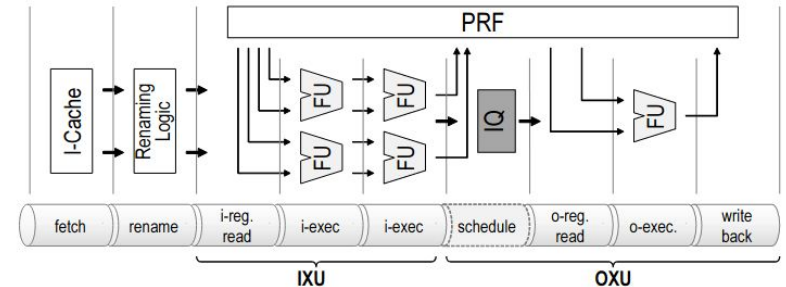 PRF
I-Cache
Renaming
Logic
FU
FU
FU
FU
IQ
FU
fetch
rename
i-reg.
read
i-exec
i-exec
schedule
o-reg.
read
o-exec.
write
back
IXU
OXU